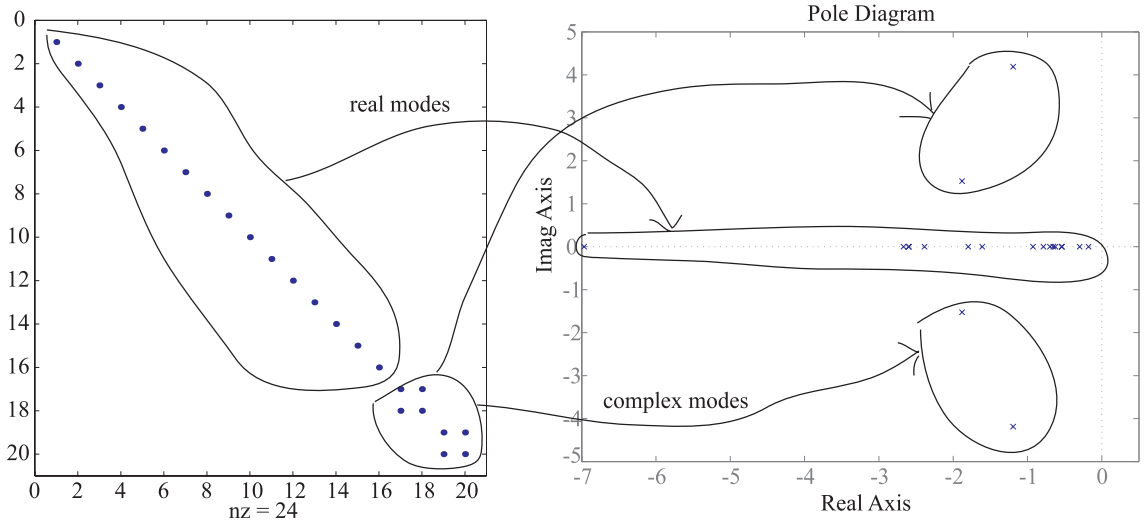 Pole Diagram
0
2
4
6
8
10
12
14
16
18
20
0 2 4 6 8 10 12 14 16 18 20
nz = 24
real modes
complex modes
5
4
3
2
1
0
-1
-2
-3
-4
-5
Imag Axis
-7 -6 -5 -4 -3 -2 -1 0
Real Axis